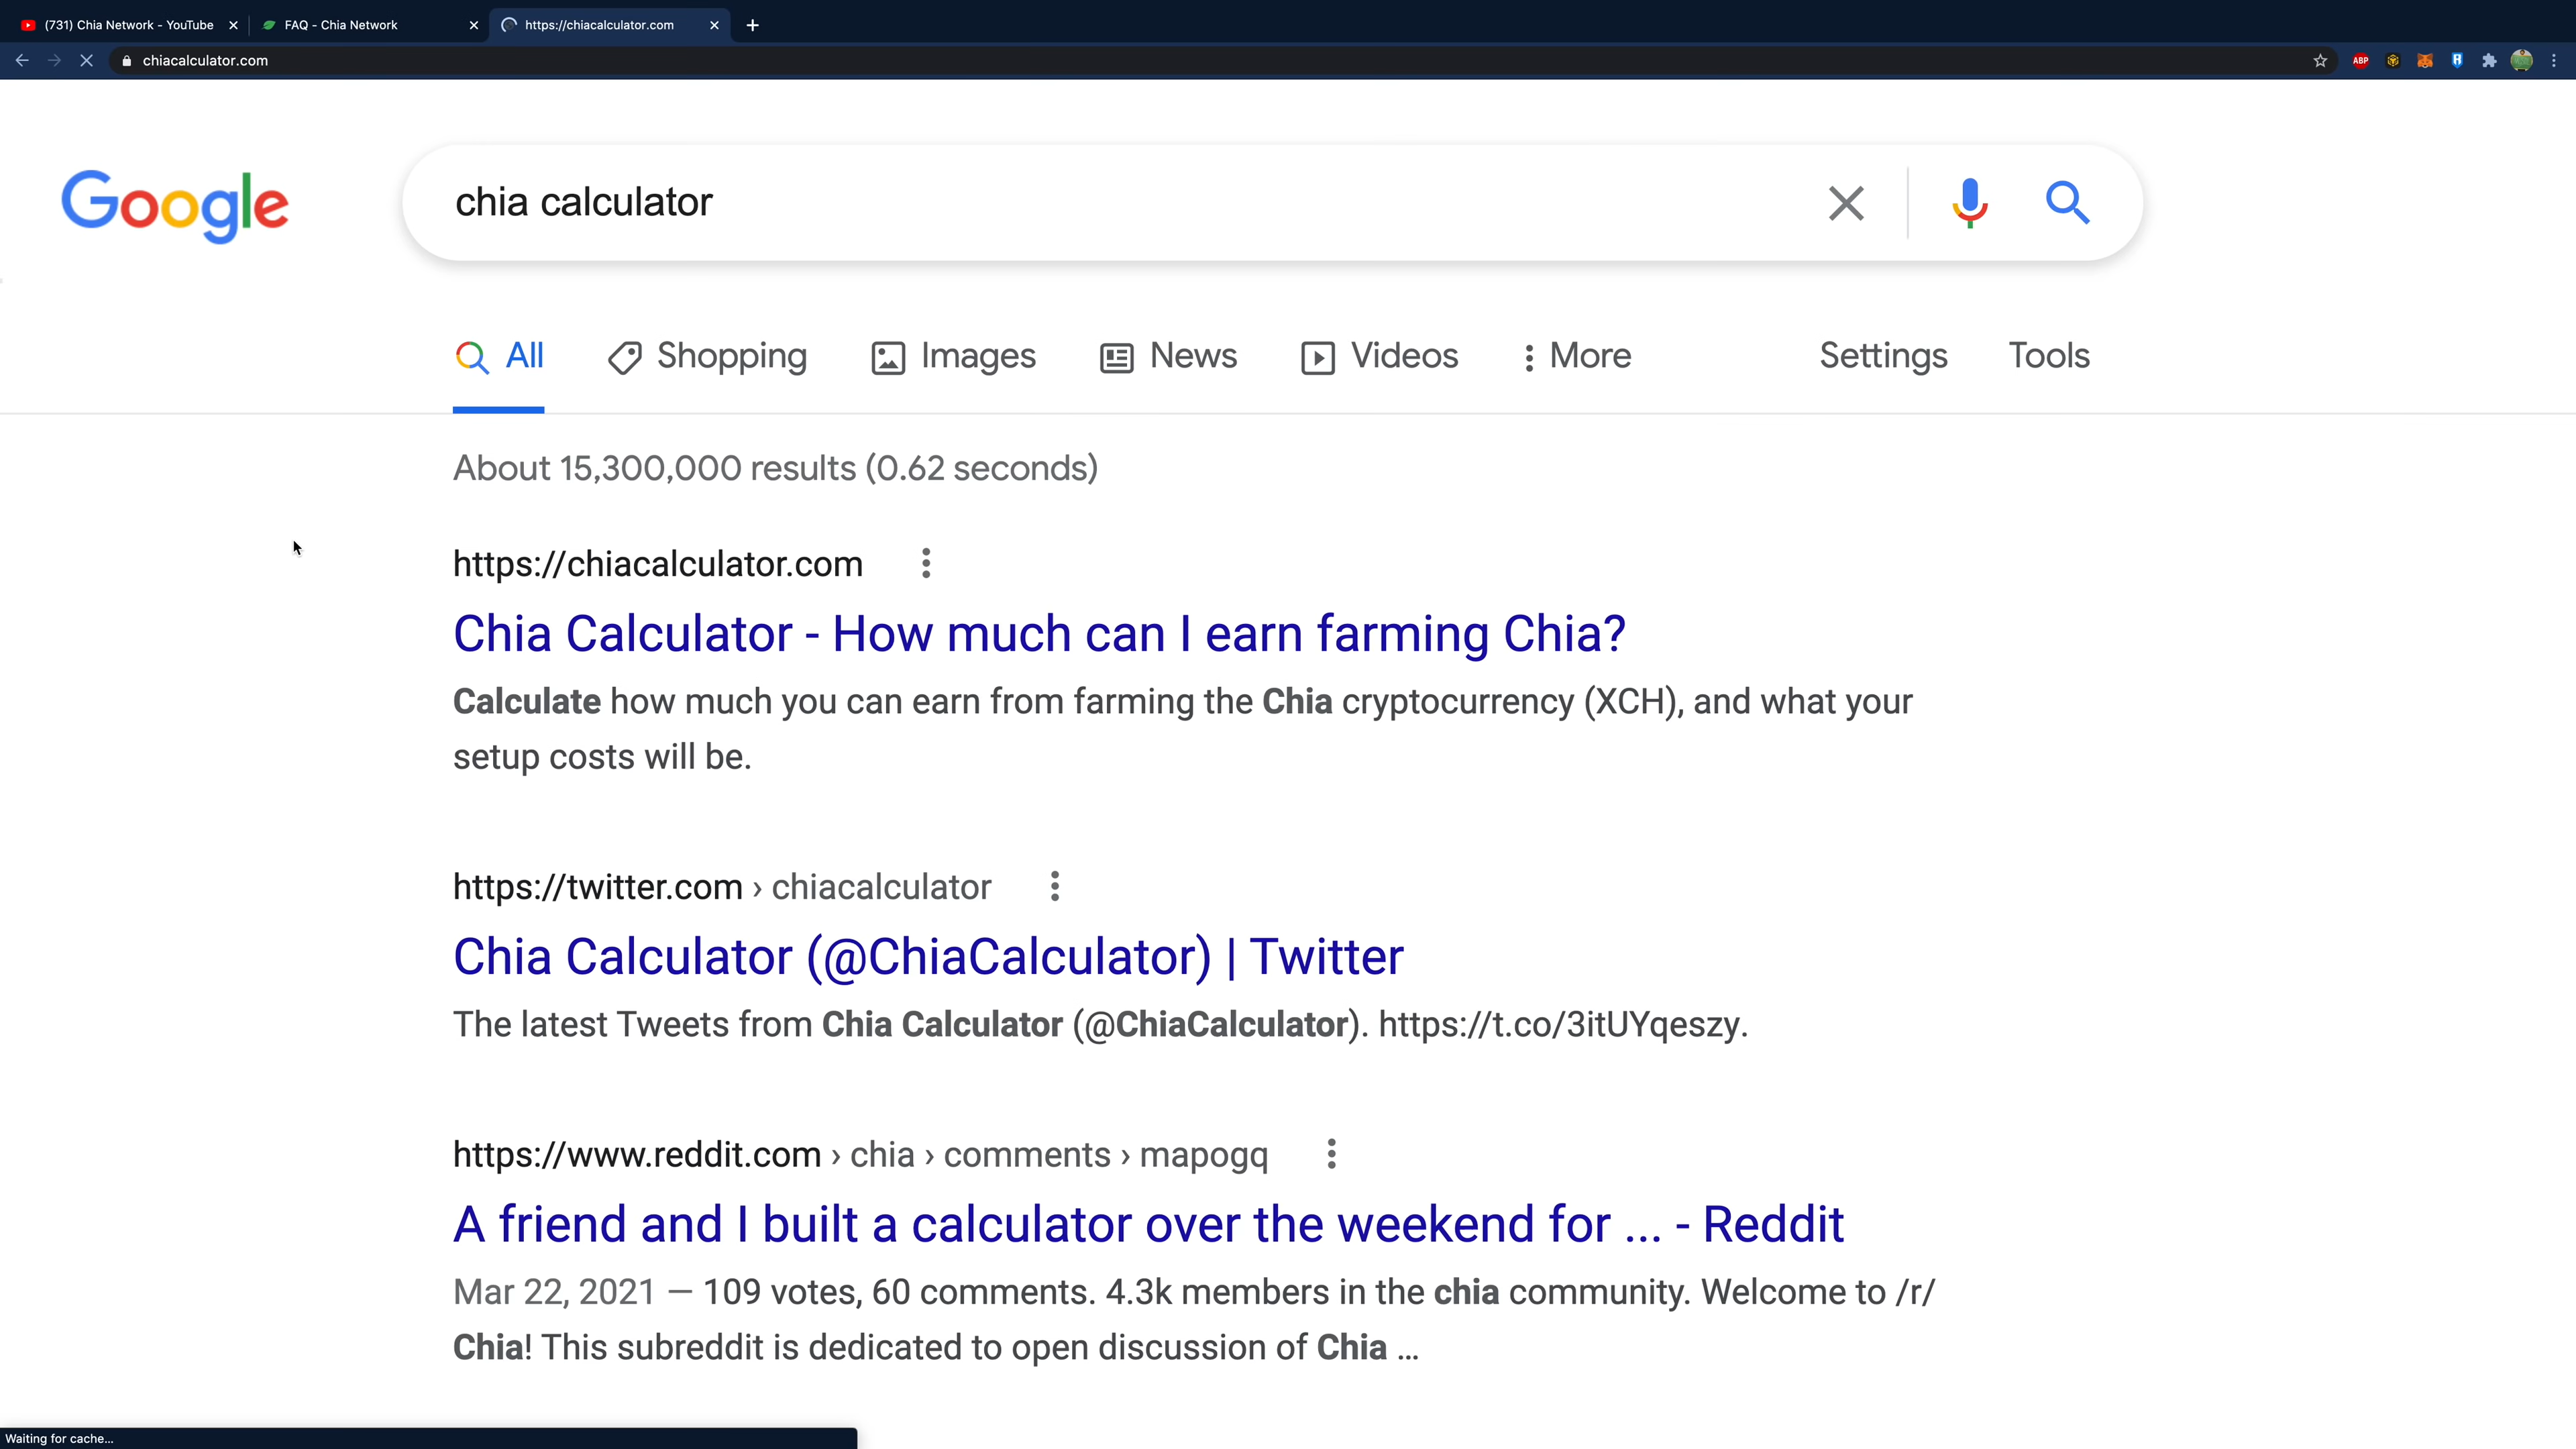 (731) Chia Network - YouTube
FAQ - Chia Network
https://chiacalculator.com
chiacalculator.com
ABP
Google
chia calculator
All
Shopping
Images
News
Videos
More
Settings
Tools
About 15,300,000 results (0.62 seconds)
https://chiacalculator.com
Chia Calculator - How much can I earn farming Chia?
Calculate how much you can earn from farming the Chia cryptocurrency (XCH), and what your
setup costs will be.
https://twitter.com › chiacalculator
Chia Calculator (@ChiaCalculator) | Twitter
The latest Tweets from Chia Calculator (@ChiaCalculator). https://t.co/3itUYqeszy.
https://www.reddit.com › chia › comments › mapogq
A friend and I built a calculator over the weekend for ... - Reddit
Mar 22, 2021 — 109 votes, 60 comments. 4.3k members in the chia community. Welcome to /r/
Chia! This subreddit is dedicated to open discussion of Chia ...
Waiting for cache...